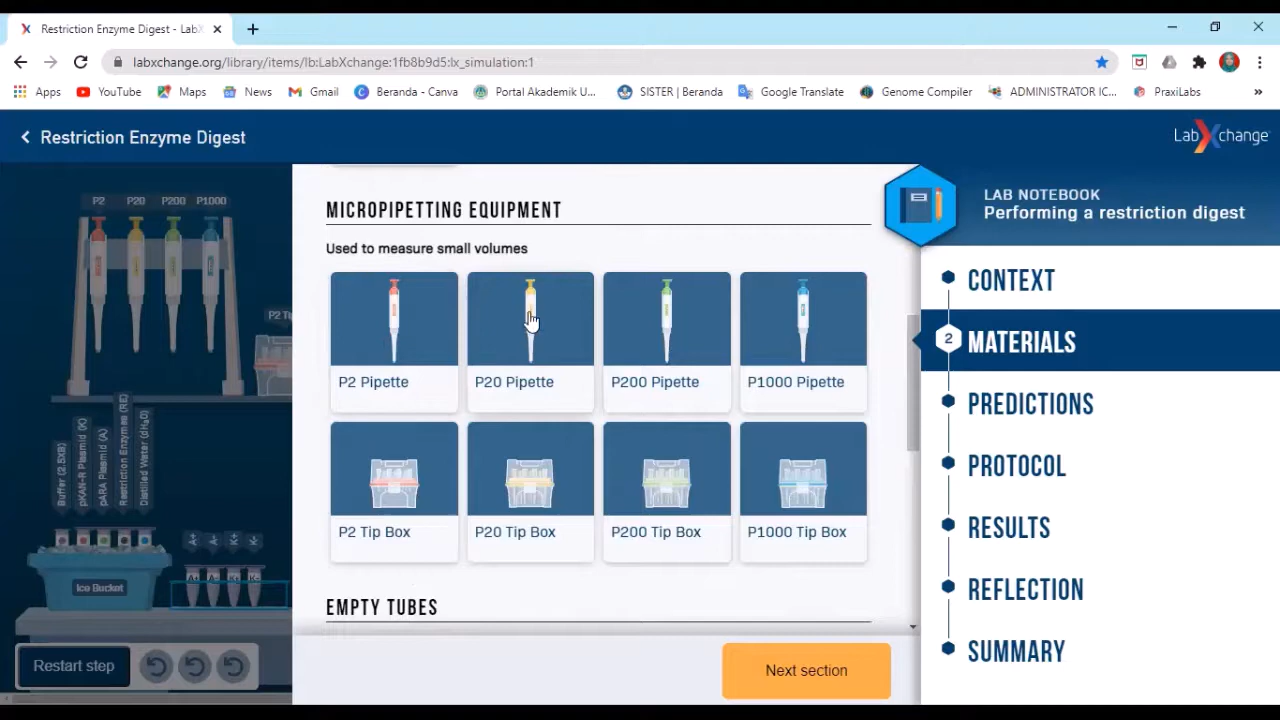 Restriction Enzyme Digest - LabX
labxchange.org/library/items/lb:LabXchange:1fb8b9d5:lx_simulation:1
Apps YouTube Maps News Gmail Beranda - Canva Portal Akademik U... SISTER | Beranda Google Translate Genome Compiler ADMINISTRATOR IC... PraxiLabs »
Restriction Enzyme Digest
LabXchange
P2 P20 P200 P1000
P2 Ti
Buffer (2.5XB)
pKAN-R Plasmid (K)
pARA Plasmid (A)
Restriction Enzymes (RE)
Distilled Water (dH₂O)
A+ A- K+ K-
A+ A- K+ K-
Ice Bucket
Restart step
MICROPIPETTING EQUIPMENT
Used to measure small volumes
P2 Pipette P20 Pipette P200 Pipette P1000 Pipette
P2 Tip Box P20 Tip Box P200 Tip Box P1000 Tip Box
EMPTY TUBES
Next section
LAB NOTEBOOK
Performing a restriction digest
CONTEXT
2 MATERIALS
PREDICTIONS
PROTOCOL
RESULTS
REFLECTION
SUMMARY